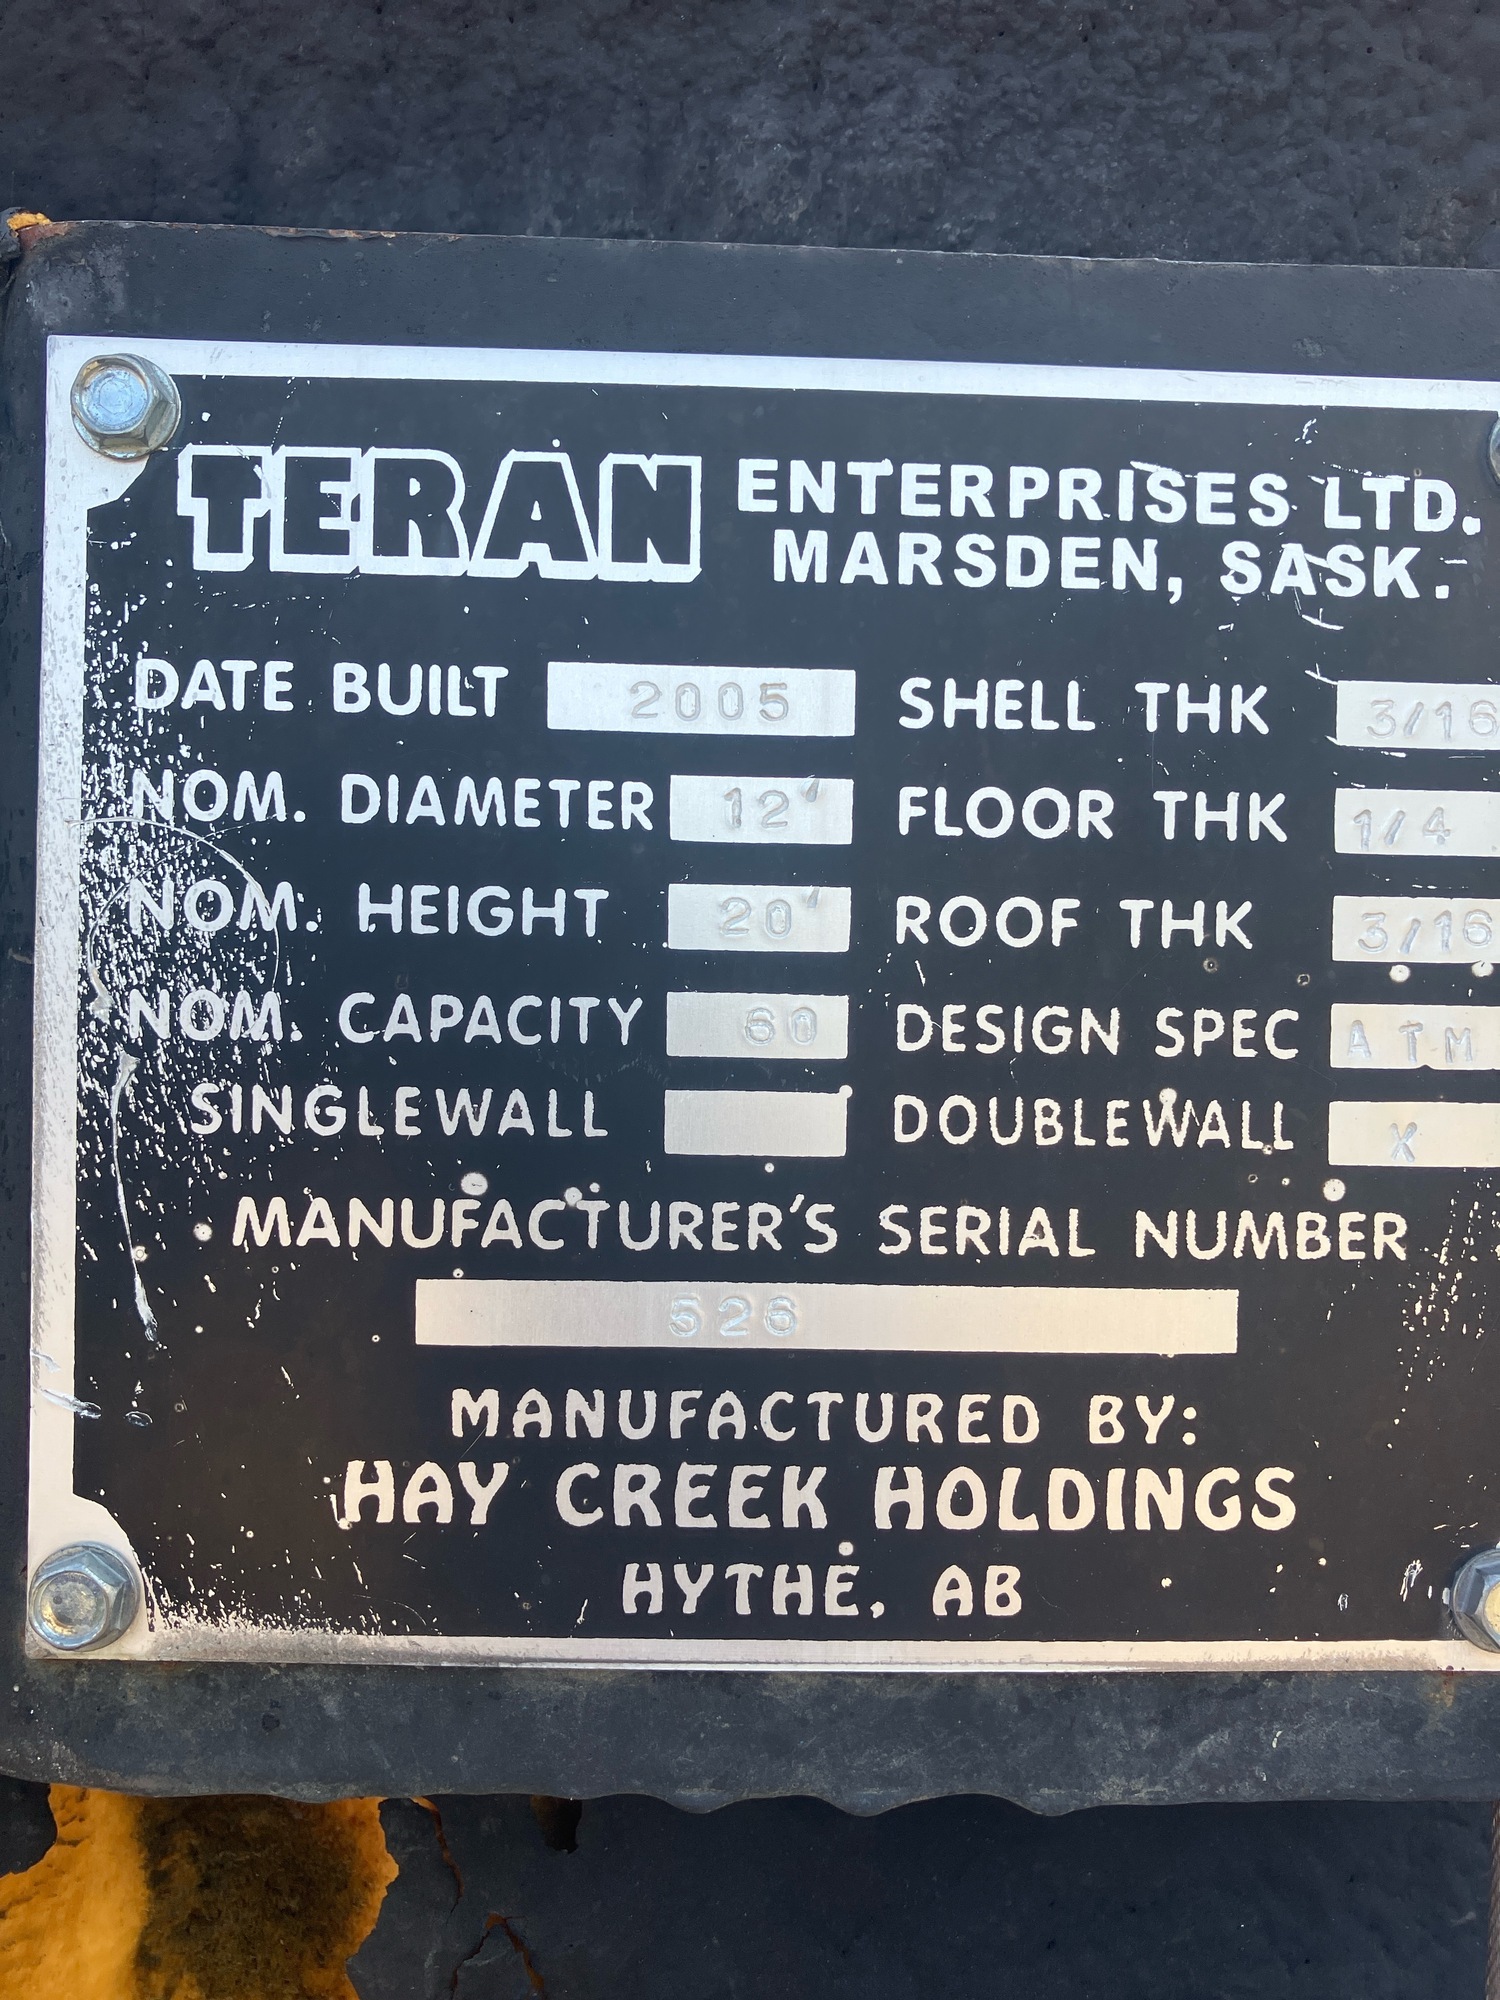 TERAN ENTERPRISES LTD.
MARSDEN, SASK.
DATE BUILT 2005 SHELL THK 3/16
NOM. DIAMETER 12' FLOOR THK 1/4
NOM. HEIGHT 20' ROOF THK 3/16
NOM. CAPACITY 60 DESIGN SPEC ATM
SINGLEWALL DOUBLEWALL X
MANUFACTURER'S SERIAL NUMBER
526
MANUFACTURED BY:
HAY CREEK HOLDINGS
HYTHE, AB